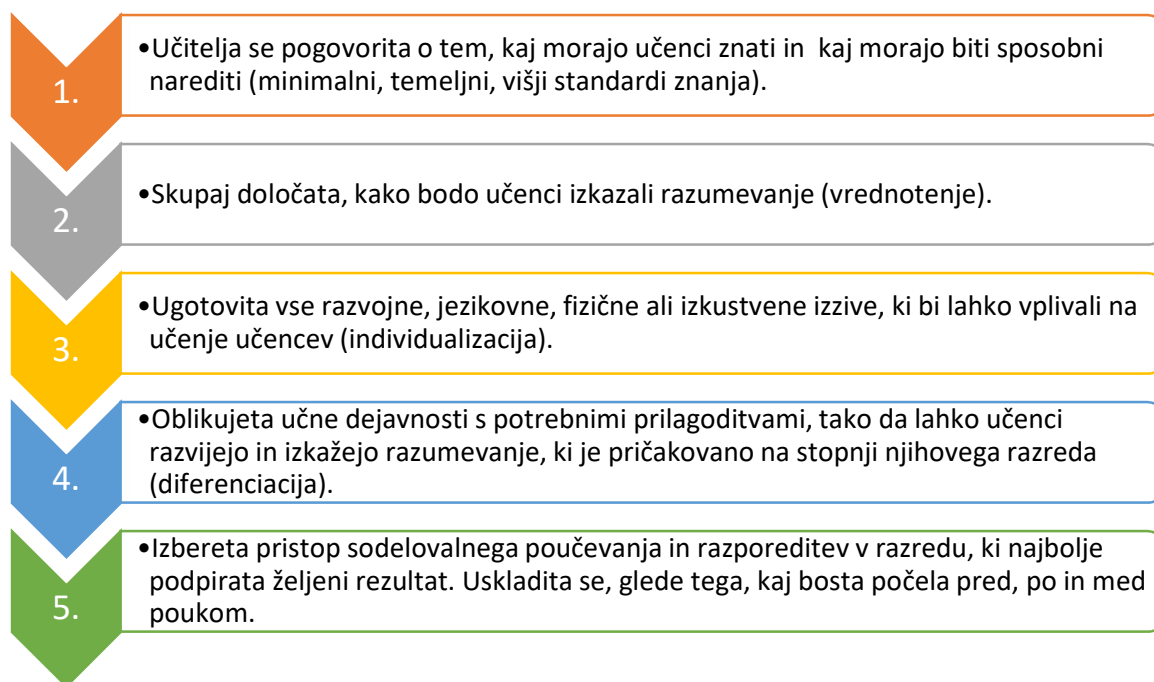 1.
•Učitelja se pogovorita o tem, kaj morajo učenci znati in  kaj morajo biti sposobni
narediti (minimalni, temeljni, višji standardi znanja).
2.
•Skupaj določata, kako bodo učenci izkazali razumevanje (vrednotenje).
3.
•Ugotovita vse razvojne, jezikovne, fizične ali izkustvene izzive, ki bi lahko vplivali na
učenje učencev (individualizacija).
4.
•Oblikujeta učne dejavnosti s potrebnimi prilagoditvami, tako da lahko učenci
razvijejo in izkažejo razumevanje, ki je pričakovano na stopnji njihovega razreda
(diferenciacija).
5.
•Izbereta pristop sodelovalnega poučevanja in razporeditev v razredu, ki najbolje
podpirata željeni rezultat. Uskladita se, glede tega, kaj bosta počela pred, po in med
poukom.